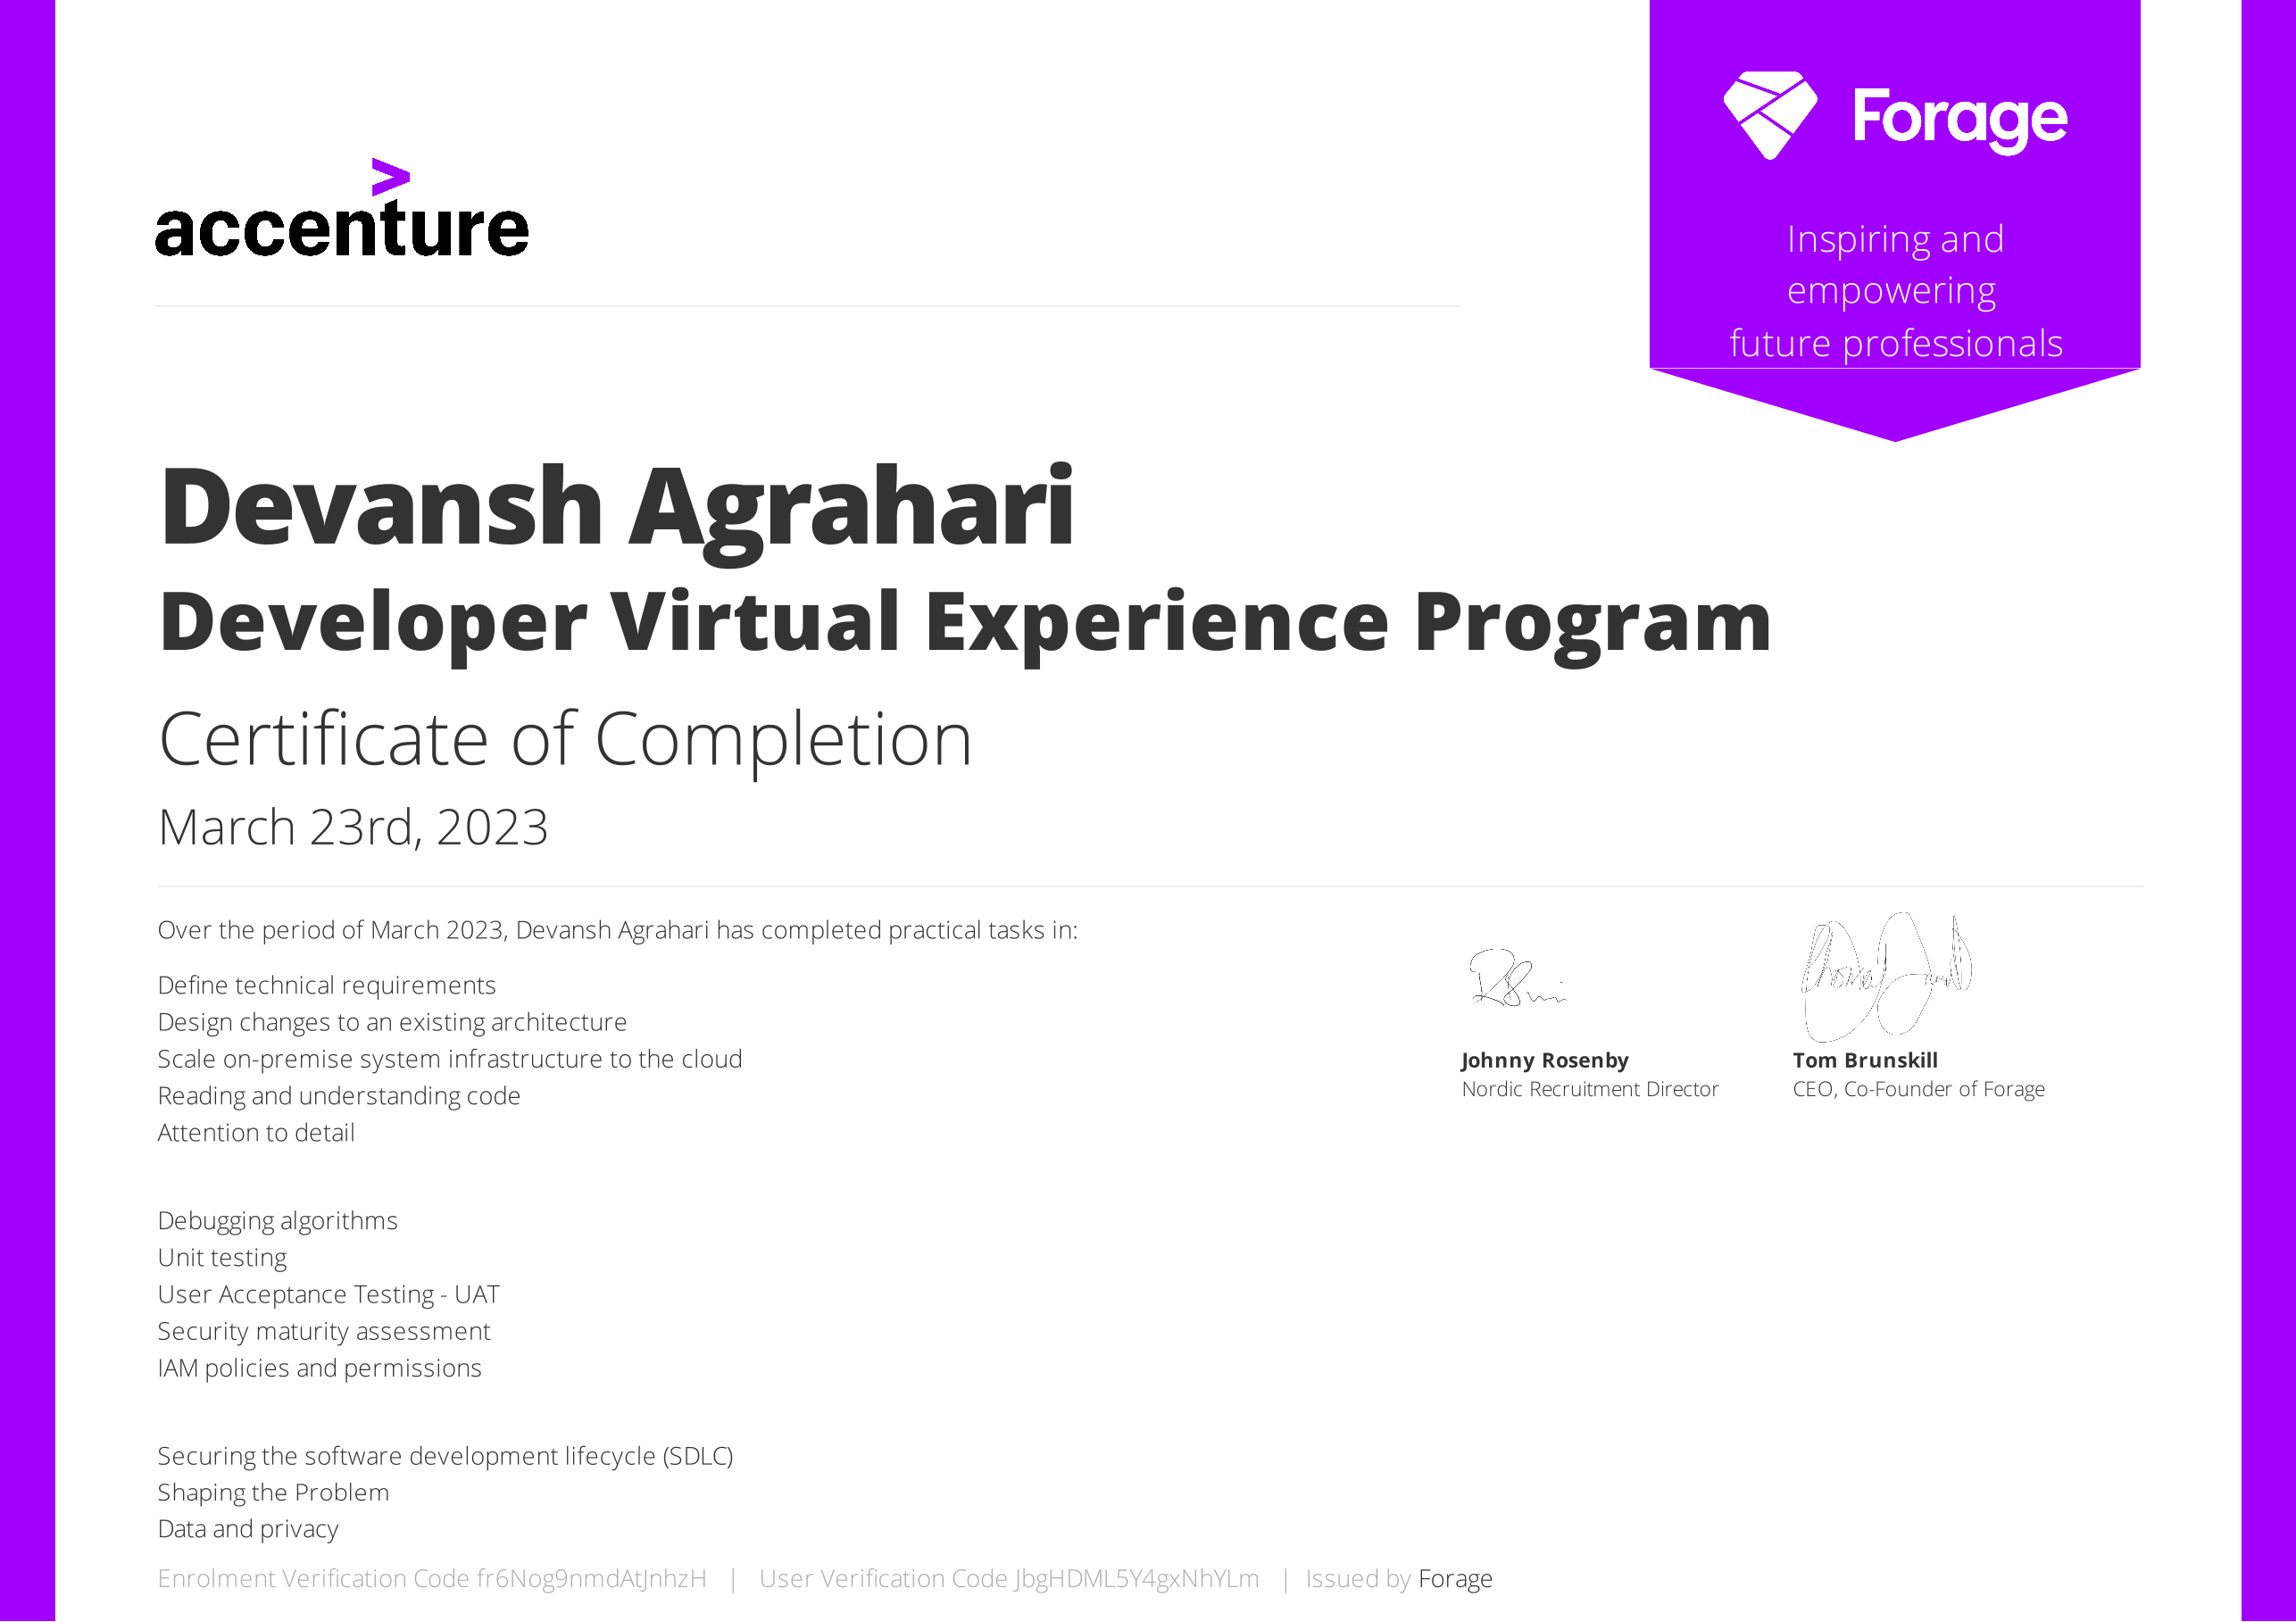 accenture
Forage
Inspiring and
empowering
future professionals
Devansh Agrahari
Developer Virtual Experience Program
Certificate of Completion
March 23rd, 2023
Over the period of March 2023, Devansh Agrahari has completed practical tasks in:
Define technical requirements
Design changes to an existing architecture
Scale on-premise system infrastructure to the cloud
Reading and understanding code
Attention to detail
Debugging algorithms
Unit testing
User Acceptance Testing - UAT
Security maturity assessment
IAM policies and permissions
Securing the software development lifecycle (SDLC)
Shaping the Problem
Data and privacy
Johnny Rosenby
Nordic Recruitment Director
Tom Brunskill
CEO, Co-Founder of Forage
Enrolment Verification Code fr6Nog9nmdAtJnhzH | User Verification Code JbgHDML5Y4gxNhYLm | Issued by Forage